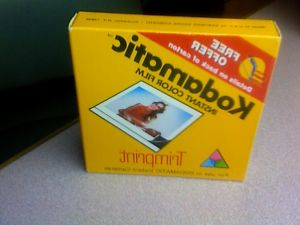 FREE
OFFER
Details on back of carton
Kodamatic
INSTANT COLOR FILM
Trimprint